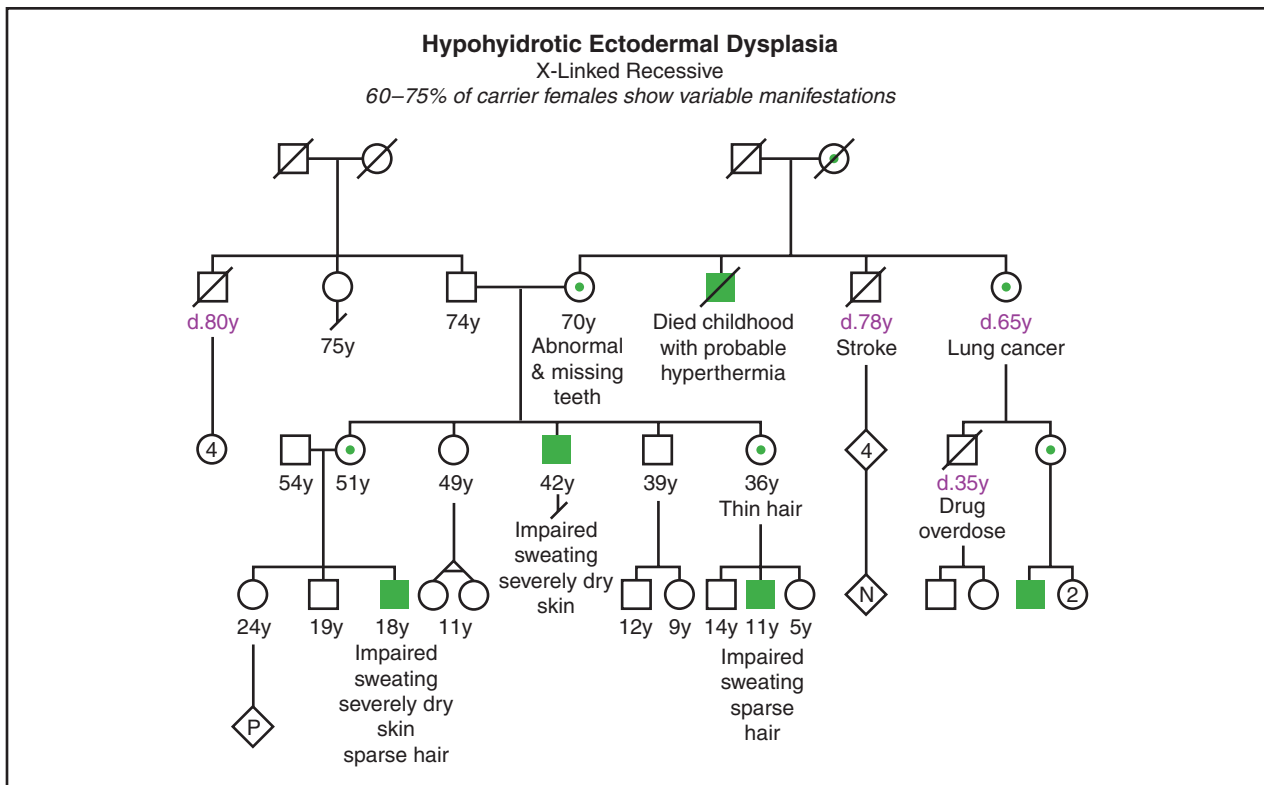 Hypohyidrotic Ectodermal Dysplasia
X-Linked Recessive
60–75% of carrier females show variable manifestations
d.80y
75y
74y
70y
Abnormal
& missing
teeth
Died childhood
with probable
hyperthermia
d.78y
Stroke
d.65y
Lung cancer
4
54y
51y
49y
42y
Impaired
sweating
severely dry
skin
39y
36y
Thin hair
4
d.35y
Drug
overdose
24y
19y
18y
Impaired
sweating
severely dry
skin
sparse hair
11y
12y
9y
14y
11y
Impaired
sweating
sparse
hair
5y
N
2
P